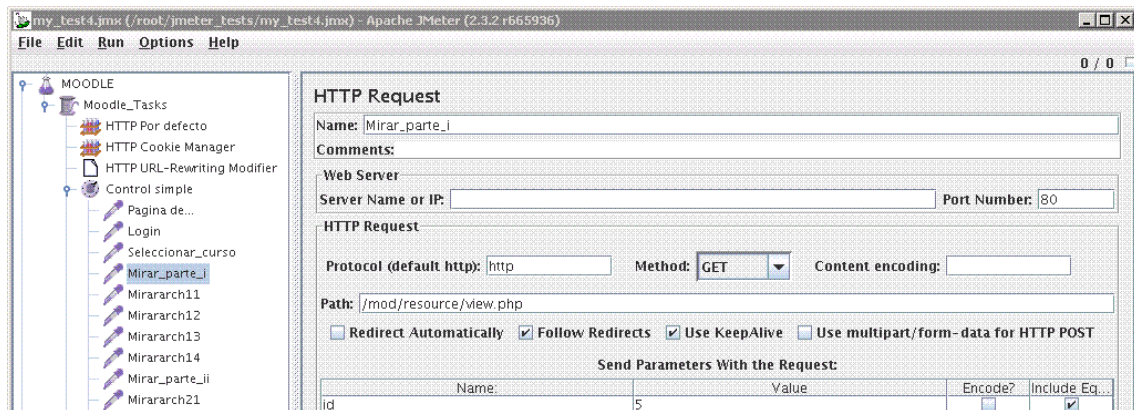 my_test4.jmx (/root/jmeter_tests/my_test4.jmx) - Apache JMeter (2.3.2 r665936)
File Edit Run Options Help
0 / 0
MOODLE
Moodle_Tasks
HTTP Por defecto
HTTP Cookie Manager
HTTP URL-Rewriting Modifier
Control simple
Pagina de...
Login
Seleccionar_curso
Mirar_parte_i
Mirararch11
Mirararch12
Mirararch13
Mirararch14
Mirar_parte_ii
Mirararch21
HTTP Request
Name: Mirar_parte_i
Comments:
Web Server
Server Name or IP: Port Number: 80
HTTP Request
Protocol (default http): http Method: GET Content encoding:
Path: /mod/resource/view.php
Redirect Automatically Follow Redirects Use KeepAlive Use multipart/form-data for HTTP POST
Send Parameters With the Request:
Name: Value Encode? Include Eq...
id 5